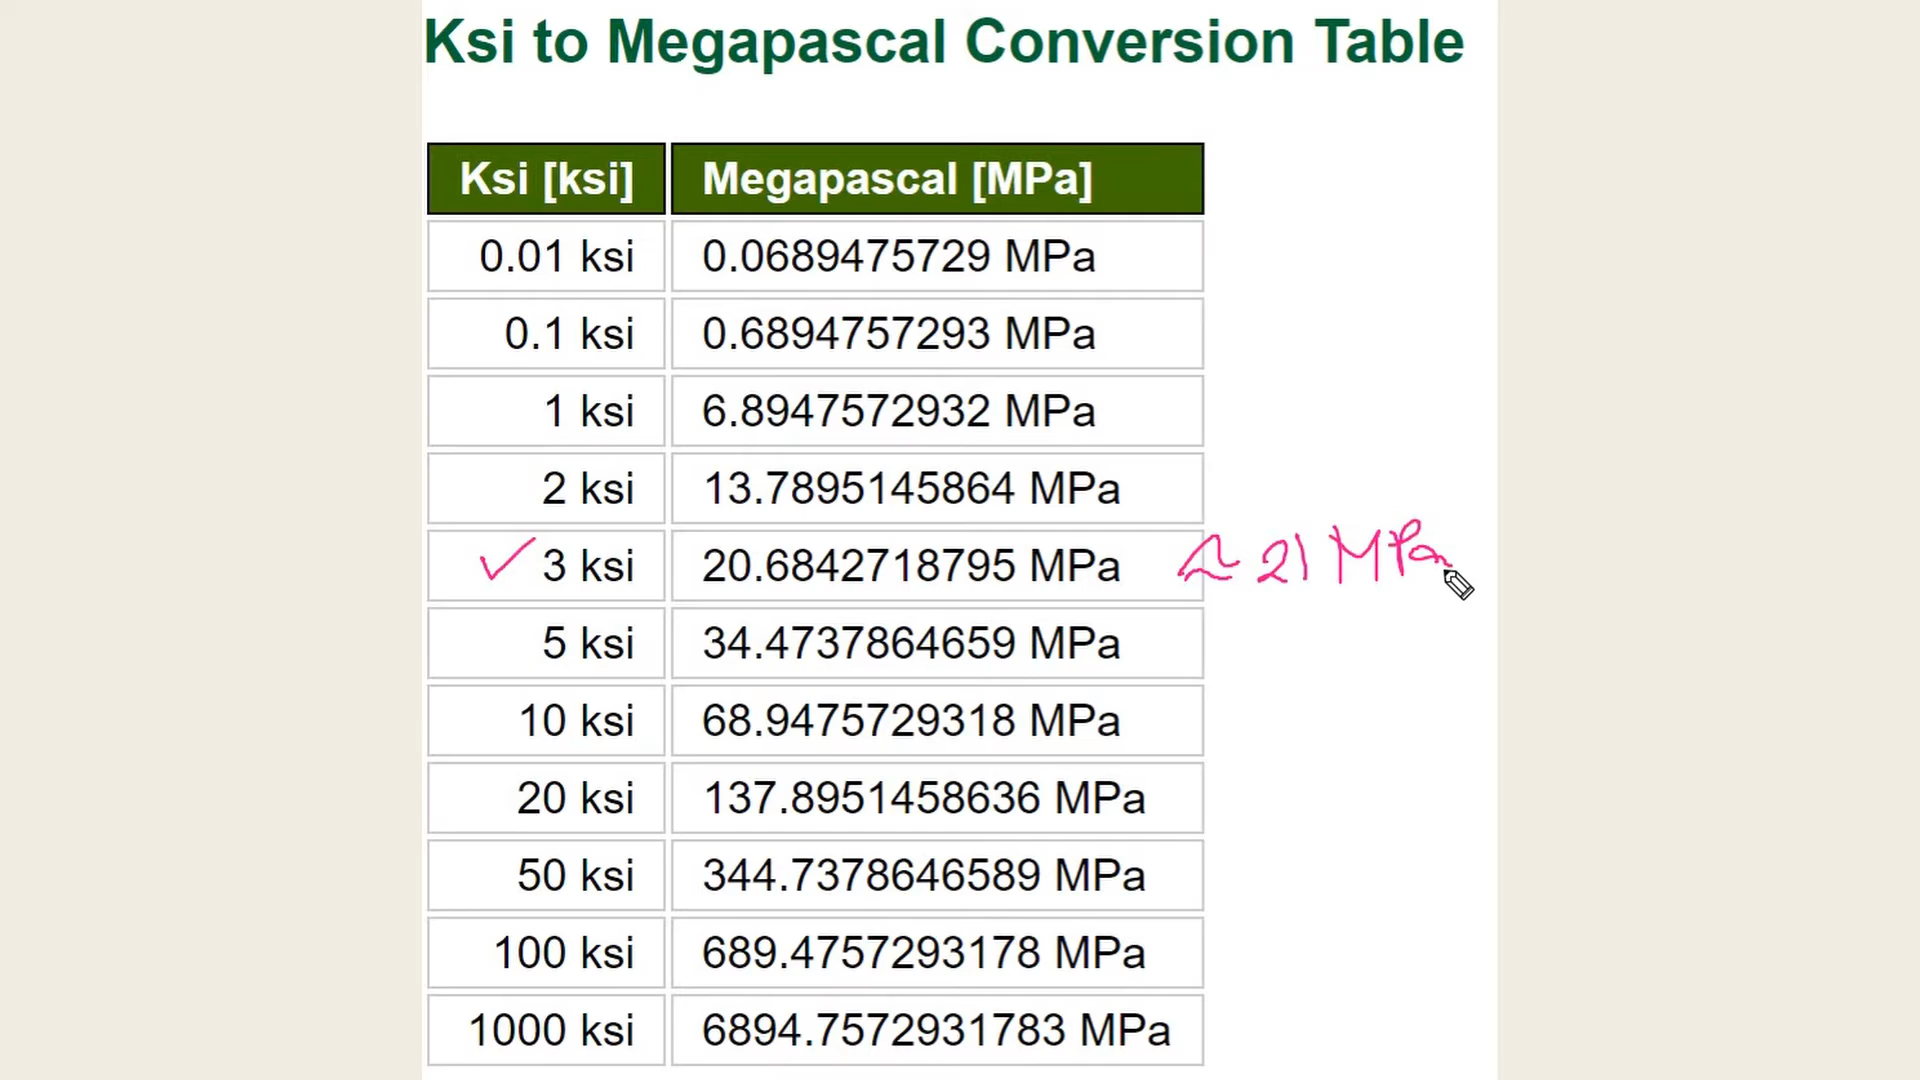 Ksi to Megapascal Conversion Table
Ksi [ksi] Megapascal [MPa]
0.01 ksi 0.0689475729 MPa
0.1 ksi 0.6894757293 MPa
1 ksi 6.8947572932 MPa
2 ksi 13.7895145864 MPa
✓ 3 ksi 20.6842718795 MPa ≈ 21 MPa
5 ksi 34.4737864659 MPa
10 ksi 68.9475729318 MPa
20 ksi 137.8951458636 MPa
50 ksi 344.7378646589 MPa
100 ksi 689.4757293178 MPa
1000 ksi 6894.7572931783 MPa